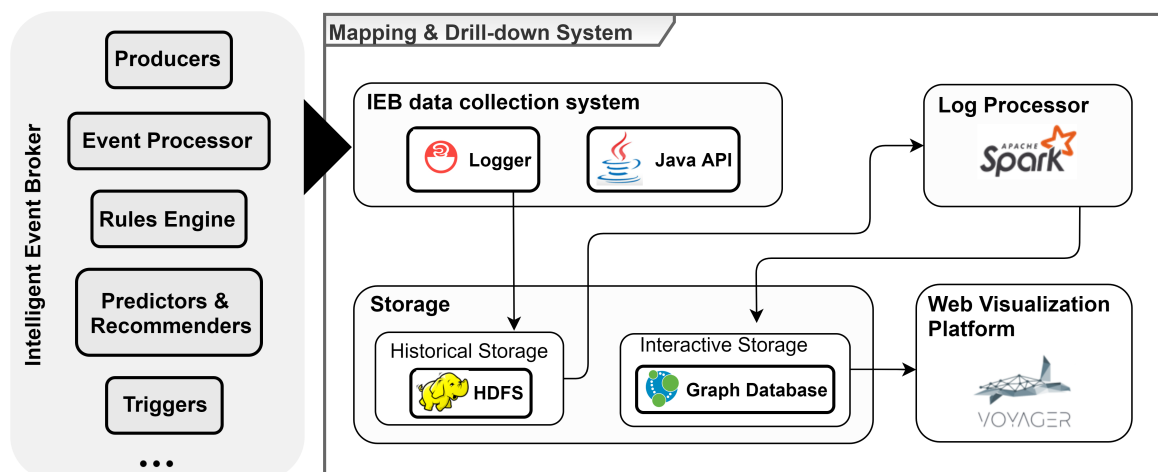 Intelligent Event Broker
Producers
Event Processor
Rules Engine
Predictors &
Recommenders
Triggers
•••
Mapping & Drill-down System
IEB data collection system
Logger
Java API
Java
Log Processor
APACHE
Spark
Storage
Historical Storage
HDFS
Interactive Storage
Graph Database
Web Visualization
Platform
VOYAGER